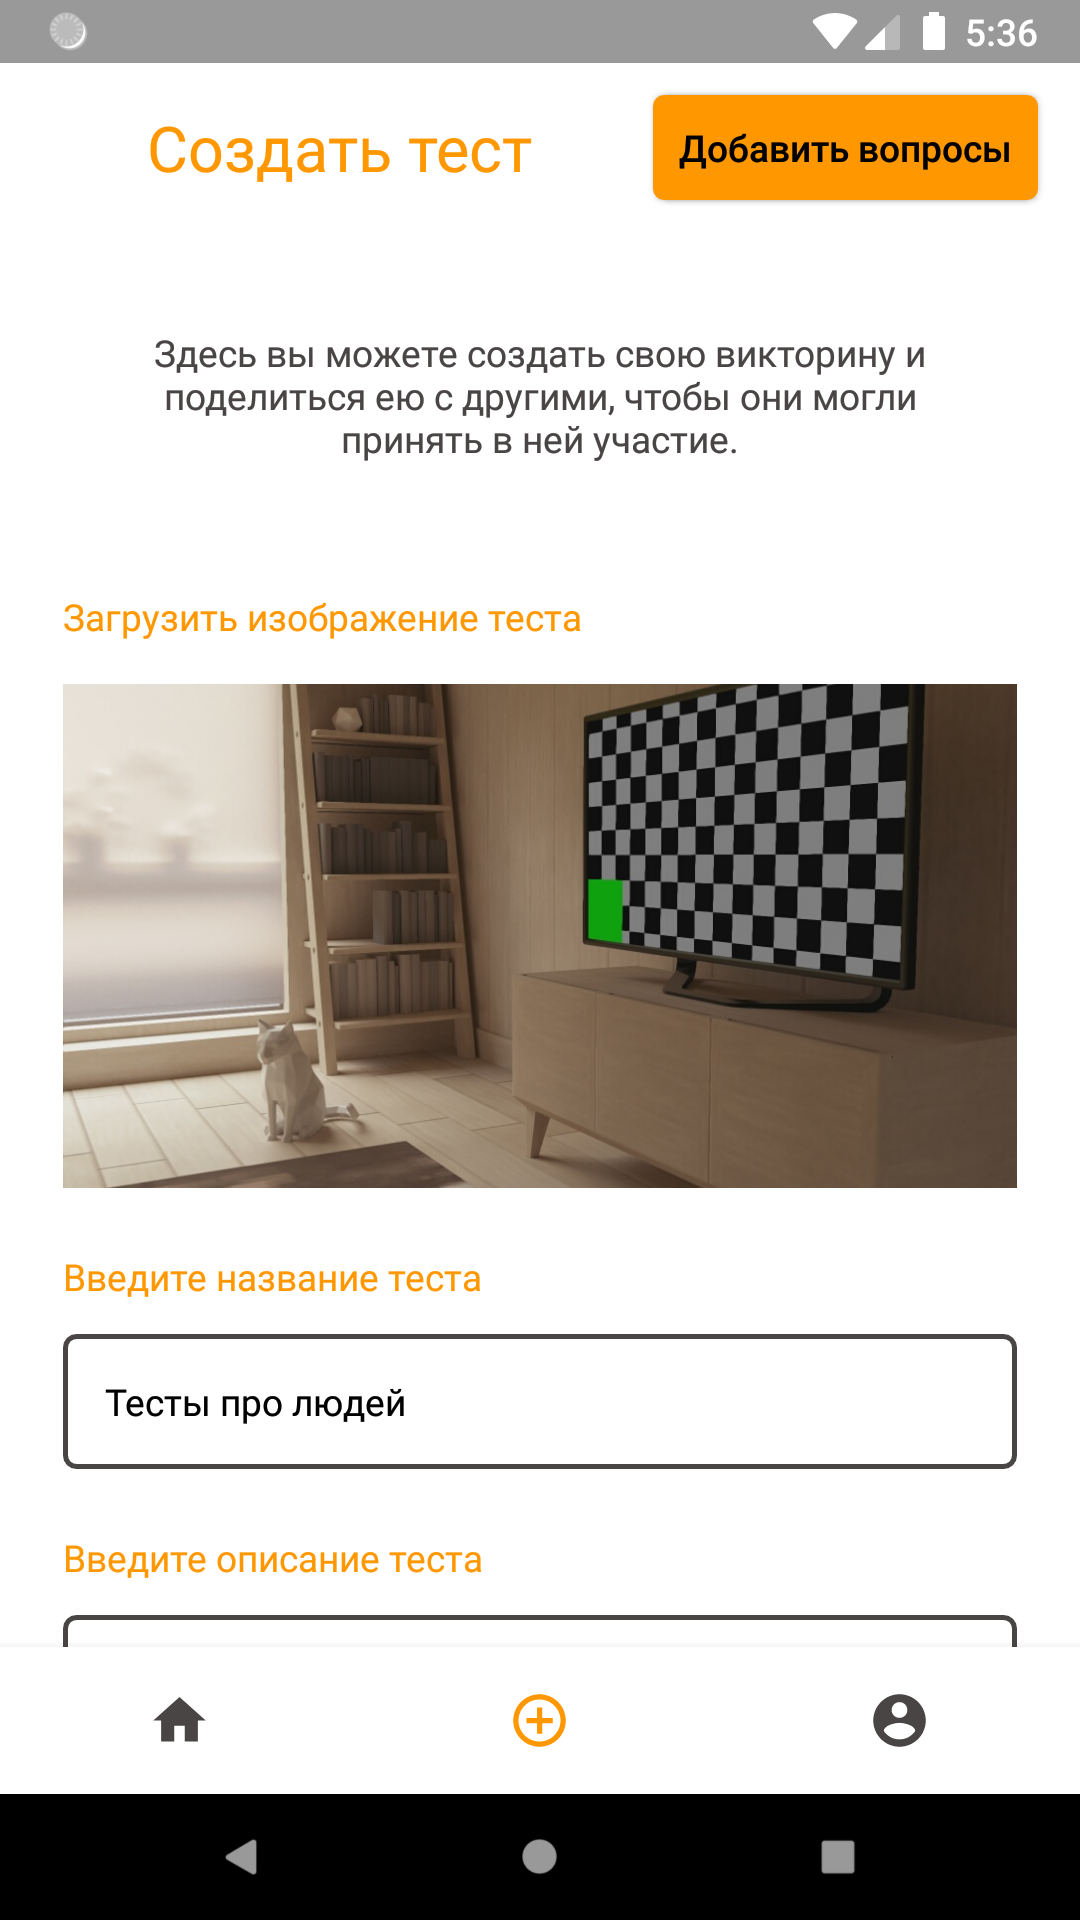 5:36
Создать тест
Добавить вопросы
Здесь вы можете создать свою викторину и
поделиться ею с другими, чтобы они могли
принять в ней участие.
Загрузить изображение теста
Введите название теста
Тесты про людей
Введите описание теста